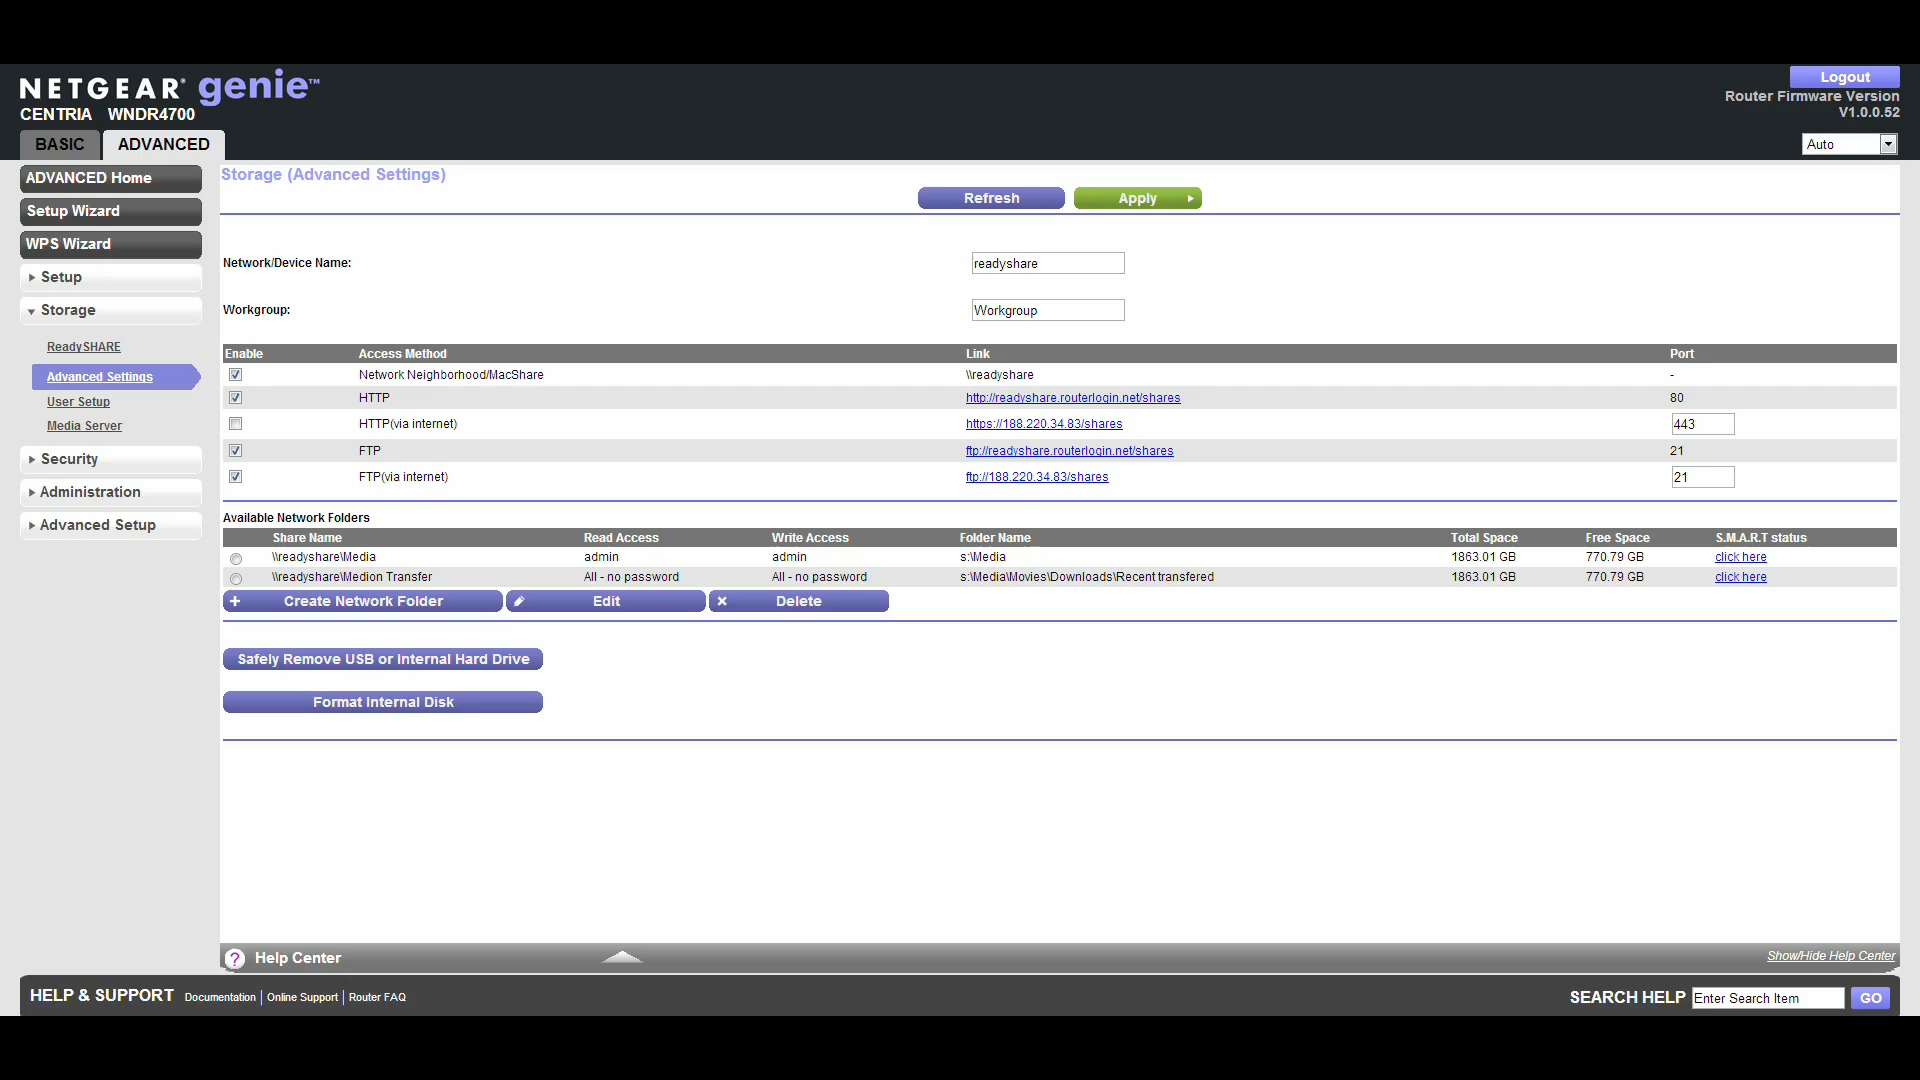 NETGEAR® genie™
Logout
Router Firmware Version
V1.0.0.52
CENTRIA WNDR4700
BASIC ADVANCED
Auto
ADVANCED Home
Setup Wizard
WPS Wizard
Setup
Storage
ReadySHARE
Advanced Settings
User Setup
Media Server
Security
Administration
Advanced Setup
Storage (Advanced Settings)
Refresh Apply
Network/Device Name: readyshare
Workgroup: Workgroup
Enable Access Method Link Port
Network Neighborhood/MacShare \\readyshare -
HTTP http://readyshare.routerlogin.net/shares 80
HTTP(via internet) https://188.220.34.83/shares 443
FTP ftp://readyshare.routerlogin.net/shares 21
FTP(via internet) ftp://188.220.34.83/shares 21
Available Network Folders
Share Name Read Access Write Access Folder Name Total Space Free Space S.M.A.R.T status
\\readyshare\Media admin admin s:\Media 1863.01 GB 770.79 GB click here
\\readyshare\Medion Transfer All - no password All - no password s:\Media\Movies\Downloads\Recent transfered 1863.01 GB 770.79 GB click here
Create Network Folder Edit Delete
Safely Remove USB or Internal Hard Drive
Format Internal Disk
? Help Center Show/Hide Help Center
HELP & SUPPORT Documentation | Online Support | Router FAQ SEARCH HELP Enter Search Item GO